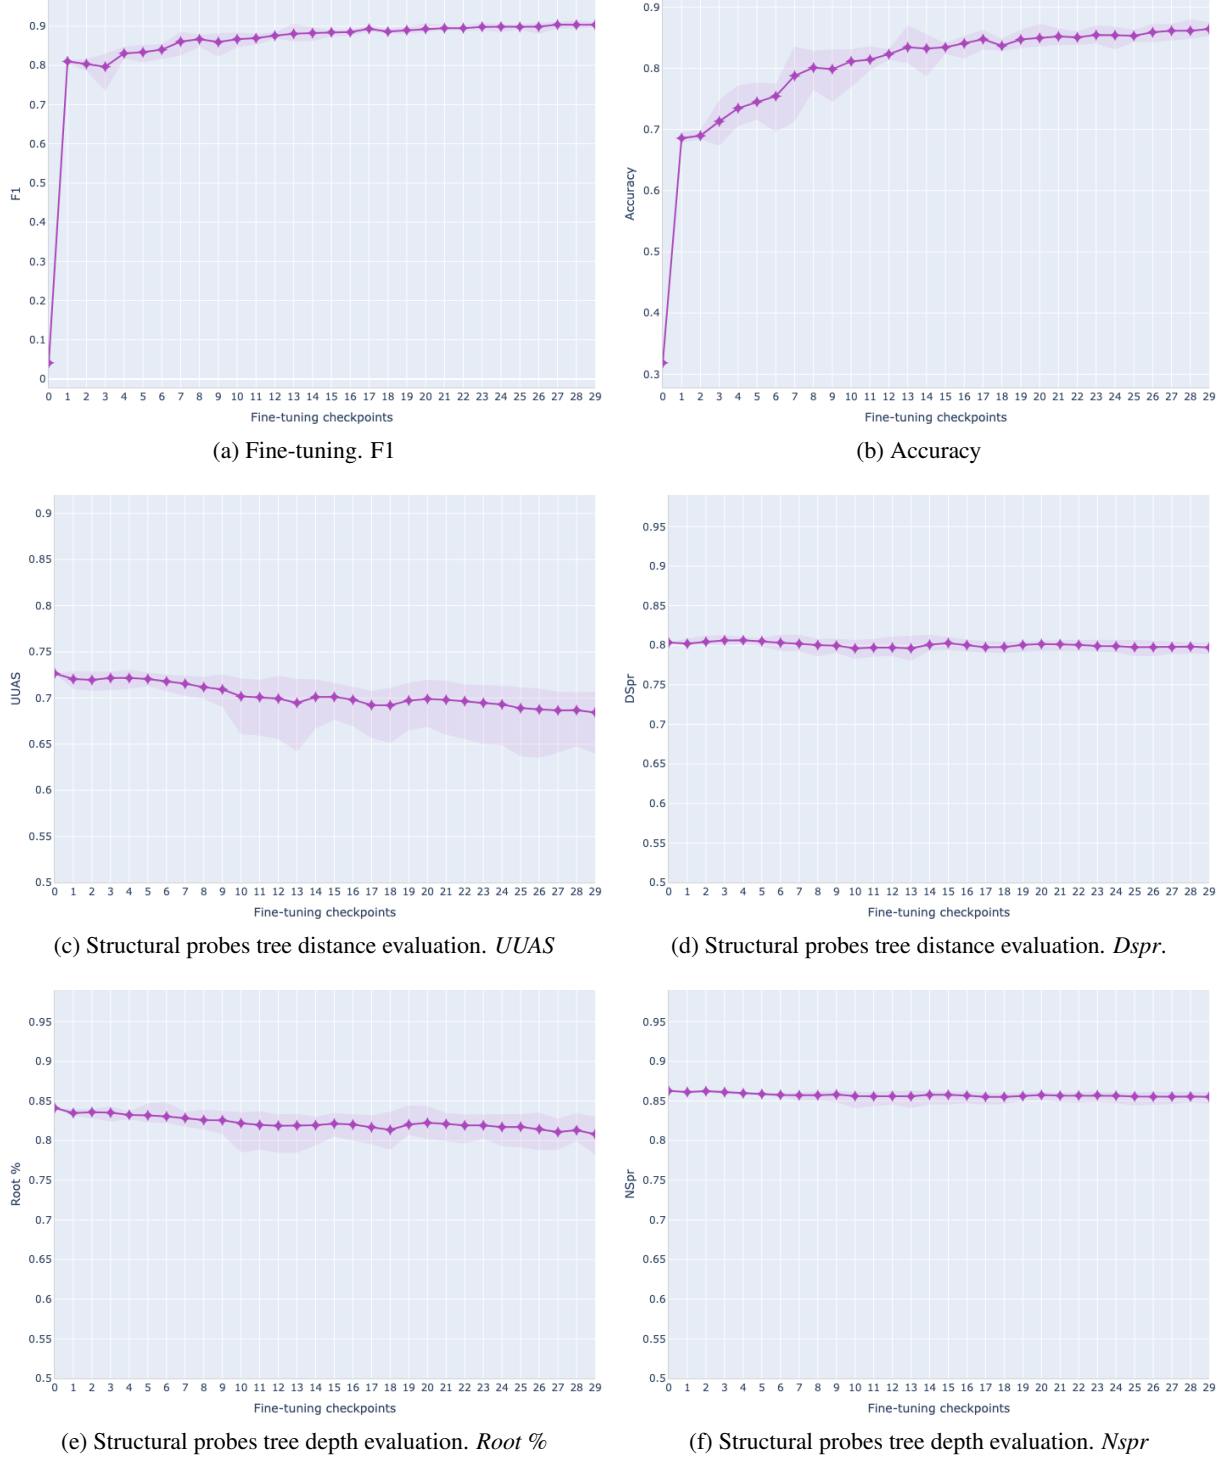 0.9
0.8
0.7
0.6
0.5
0.4
0.3
0.2
0.1
0
F1
0 1 2 3 4 5 6 7 8 9 10 11 12 13 14 15 16 17 18 19 20 21 22 23 24 25 26 27 28 29
Fine-tuning checkpoints
(a) Fine-tuning. F1
0.9
0.8
0.7
0.6
0.5
0.4
0.3
Accuracy
0 1 2 3 4 5 6 7 8 9 10 11 12 13 14 15 16 17 18 19 20 21 22 23 24 25 26 27 28 29
Fine-tuning checkpoints
(b) Accuracy
0.9
0.85
0.8
0.75
0.7
0.65
0.6
0.55
0.5
UUAS
0 1 2 3 4 5 6 7 8 9 10 11 12 13 14 15 16 17 18 19 20 21 22 23 24 25 26 27 28 29
Fine-tuning checkpoints
(c) Structural probes tree distance evaluation. UUAS
0.95
0.9
0.85
0.8
0.75
0.7
0.65
0.6
0.55
0.5
DSpr
0 1 2 3 4 5 6 7 8 9 10 11 12 13 14 15 16 17 18 19 20 21 22 23 24 25 26 27 28 29
Fine-tuning checkpoints
(d) Structural probes tree distance evaluation. Dspr.
0.95
0.9
0.85
0.8
0.75
0.7
0.65
0.6
0.55
0.5
Root %
0 1 2 3 4 5 6 7 8 9 10 11 12 13 14 15 16 17 18 19 20 21 22 23 24 25 26 27 28 29
Fine-tuning checkpoints
(e) Structural probes tree depth evaluation. Root %
0.95
0.9
0.85
0.8
0.75
0.7
0.65
0.6
0.55
0.5
NSpr
0 1 2 3 4 5 6 7 8 9 10 11 12 13 14 15 16 17 18 19 20 21 22 23 24 25 26 27 28 29
Fine-tuning checkpoints
(f) Structural probes tree depth evaluation. Nspr